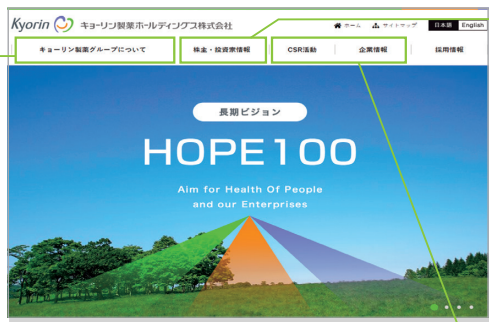 Kyorin キョーリン製薬ホールディングス株式会社
ホーム サイトマップ 日本語 English
キョーリン製薬グループについて 株主・投資家情報 CSR活動 企業情報 採用情報
長期ビジョン
HOPE100
Aim for Health Of People
and our Enterprises